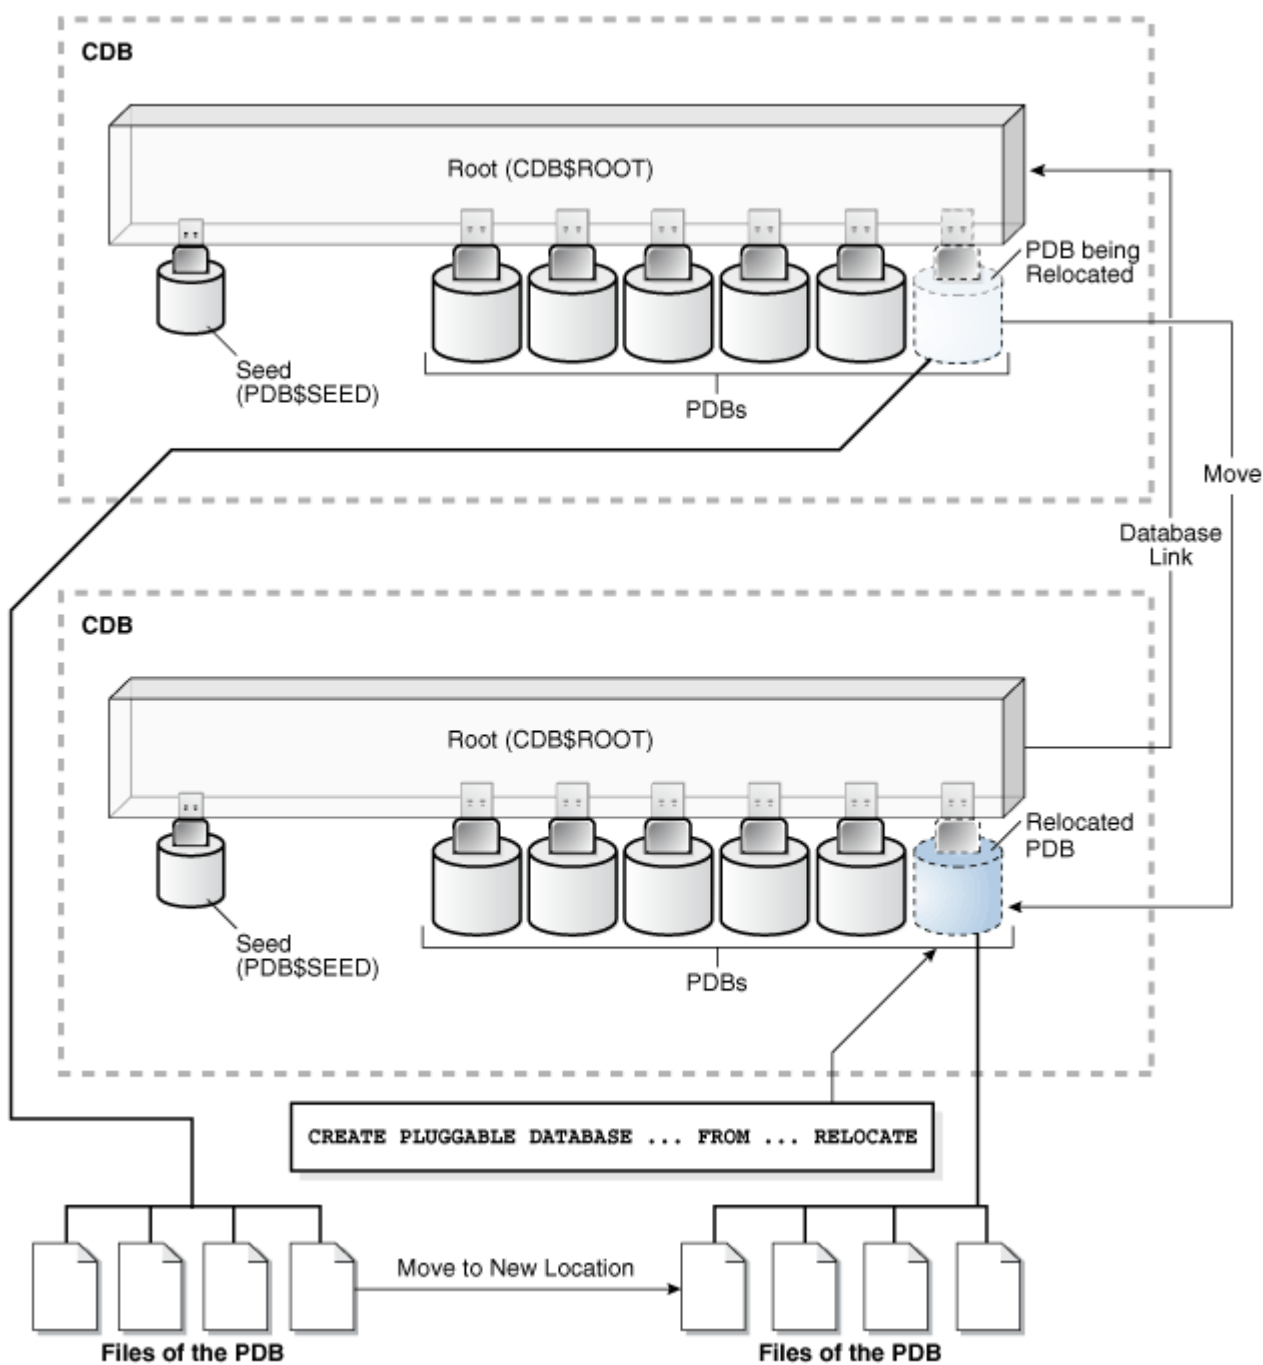 CDB
Root (CDB$ROOT)
PDB being
Relocated
Seed
(PDB$SEED)
PDBs
Move
Database
Link
CDB
Root (CDB$ROOT)
Relocated
PDB
Seed
(PDB$SEED)
PDBs
CREATE PLUGGABLE DATABASE ... FROM ... RELOCATE
Move to New Location
Files of the PDB
Files of the PDB